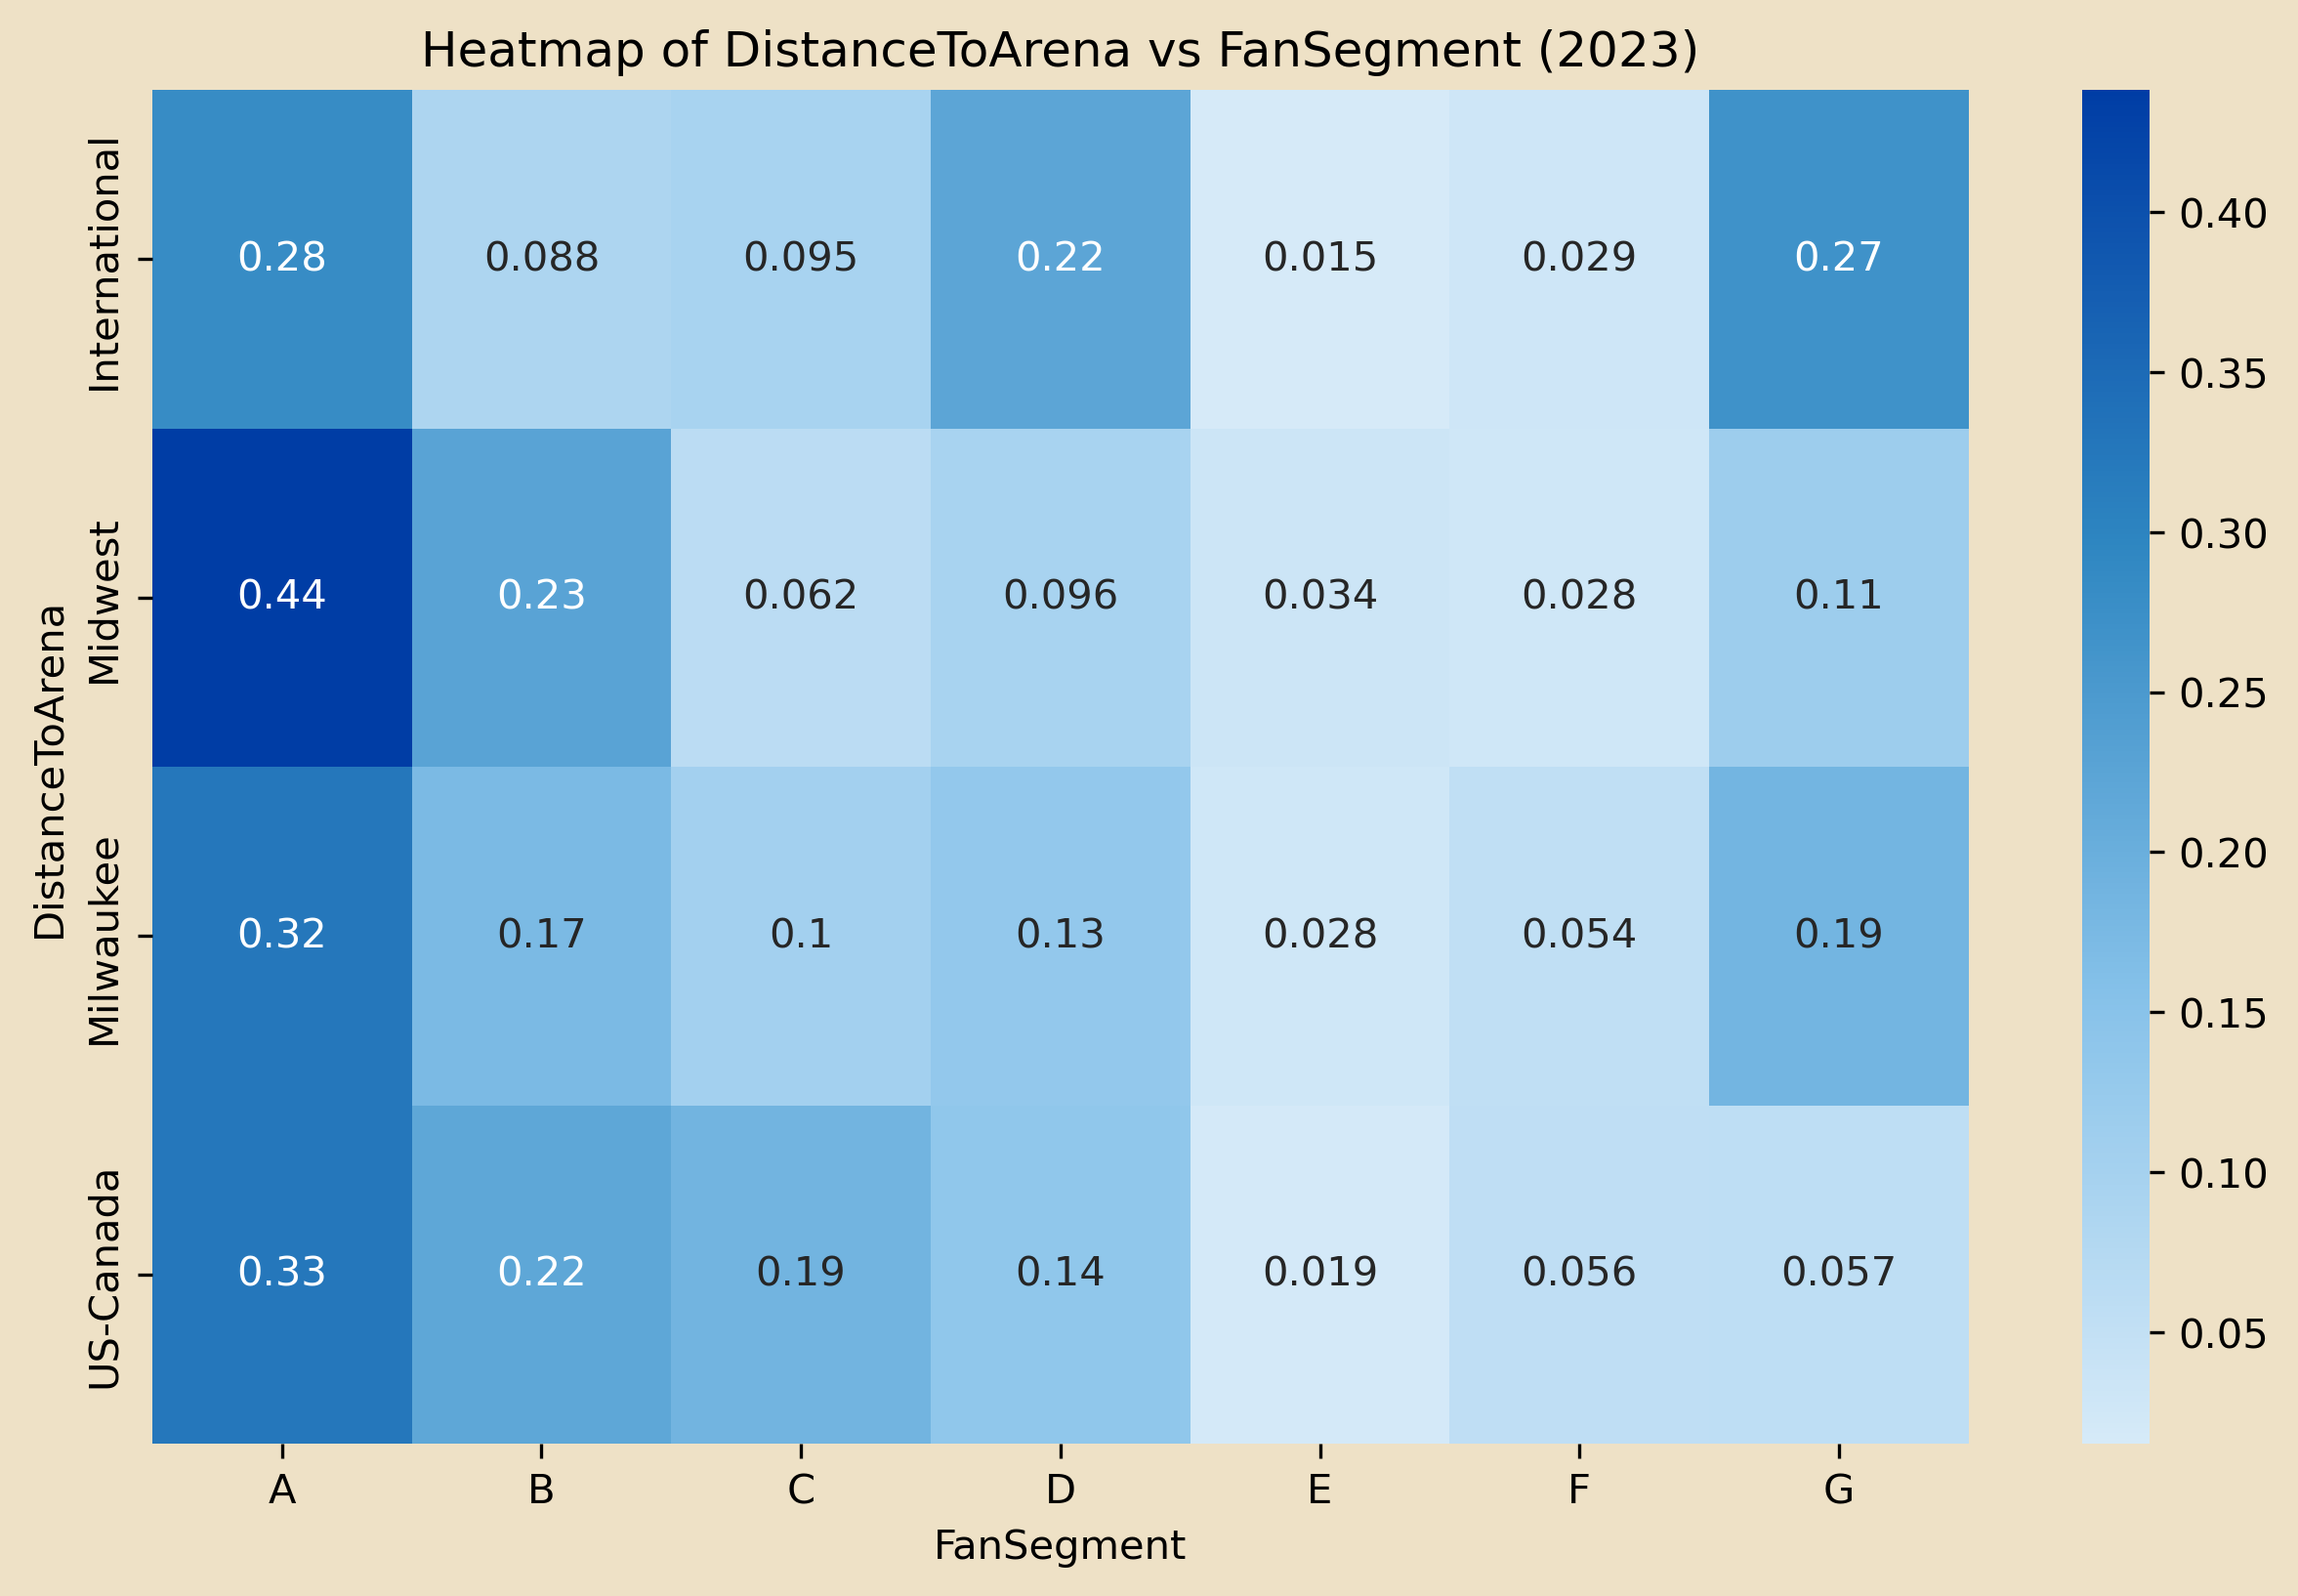 Heatmap of DistanceToArena vs FanSegment (2023)
DistanceToArena
International
0.28 0.088 0.095 0.22 0.015 0.029 0.27
Midwest
0.44 0.23 0.062 0.096 0.034 0.028 0.11
Milwaukee
0.32 0.17 0.1 0.13 0.028 0.054 0.19
US-Canada
0.33 0.22 0.19 0.14 0.019 0.056 0.057
A B C D E F G
FanSegment
0.40
0.35
0.30
0.25
0.20
0.15
0.10
0.05